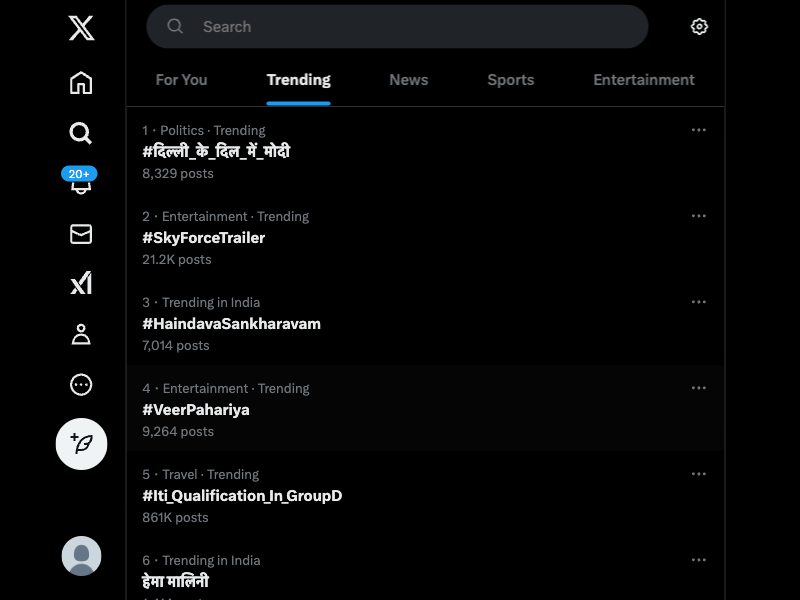 Search
For You
Trending
News
Sports
Entertainment
1 · Politics · Trending
#दिल्ली_के_दिल_में_मोदी
8,329 posts
2 · Entertainment · Trending
#SkyForceTrailer
21.2K posts
3 · Trending in India
#HaindavaSankharavam
7,014 posts
20+
4 · Entertainment · Trending
#VeerPahariya
9,264 posts
5 · Travel · Trending
#Iti_Qualification_In_GroupD
861K posts
6 · Trending in India
हेमा मालिनी